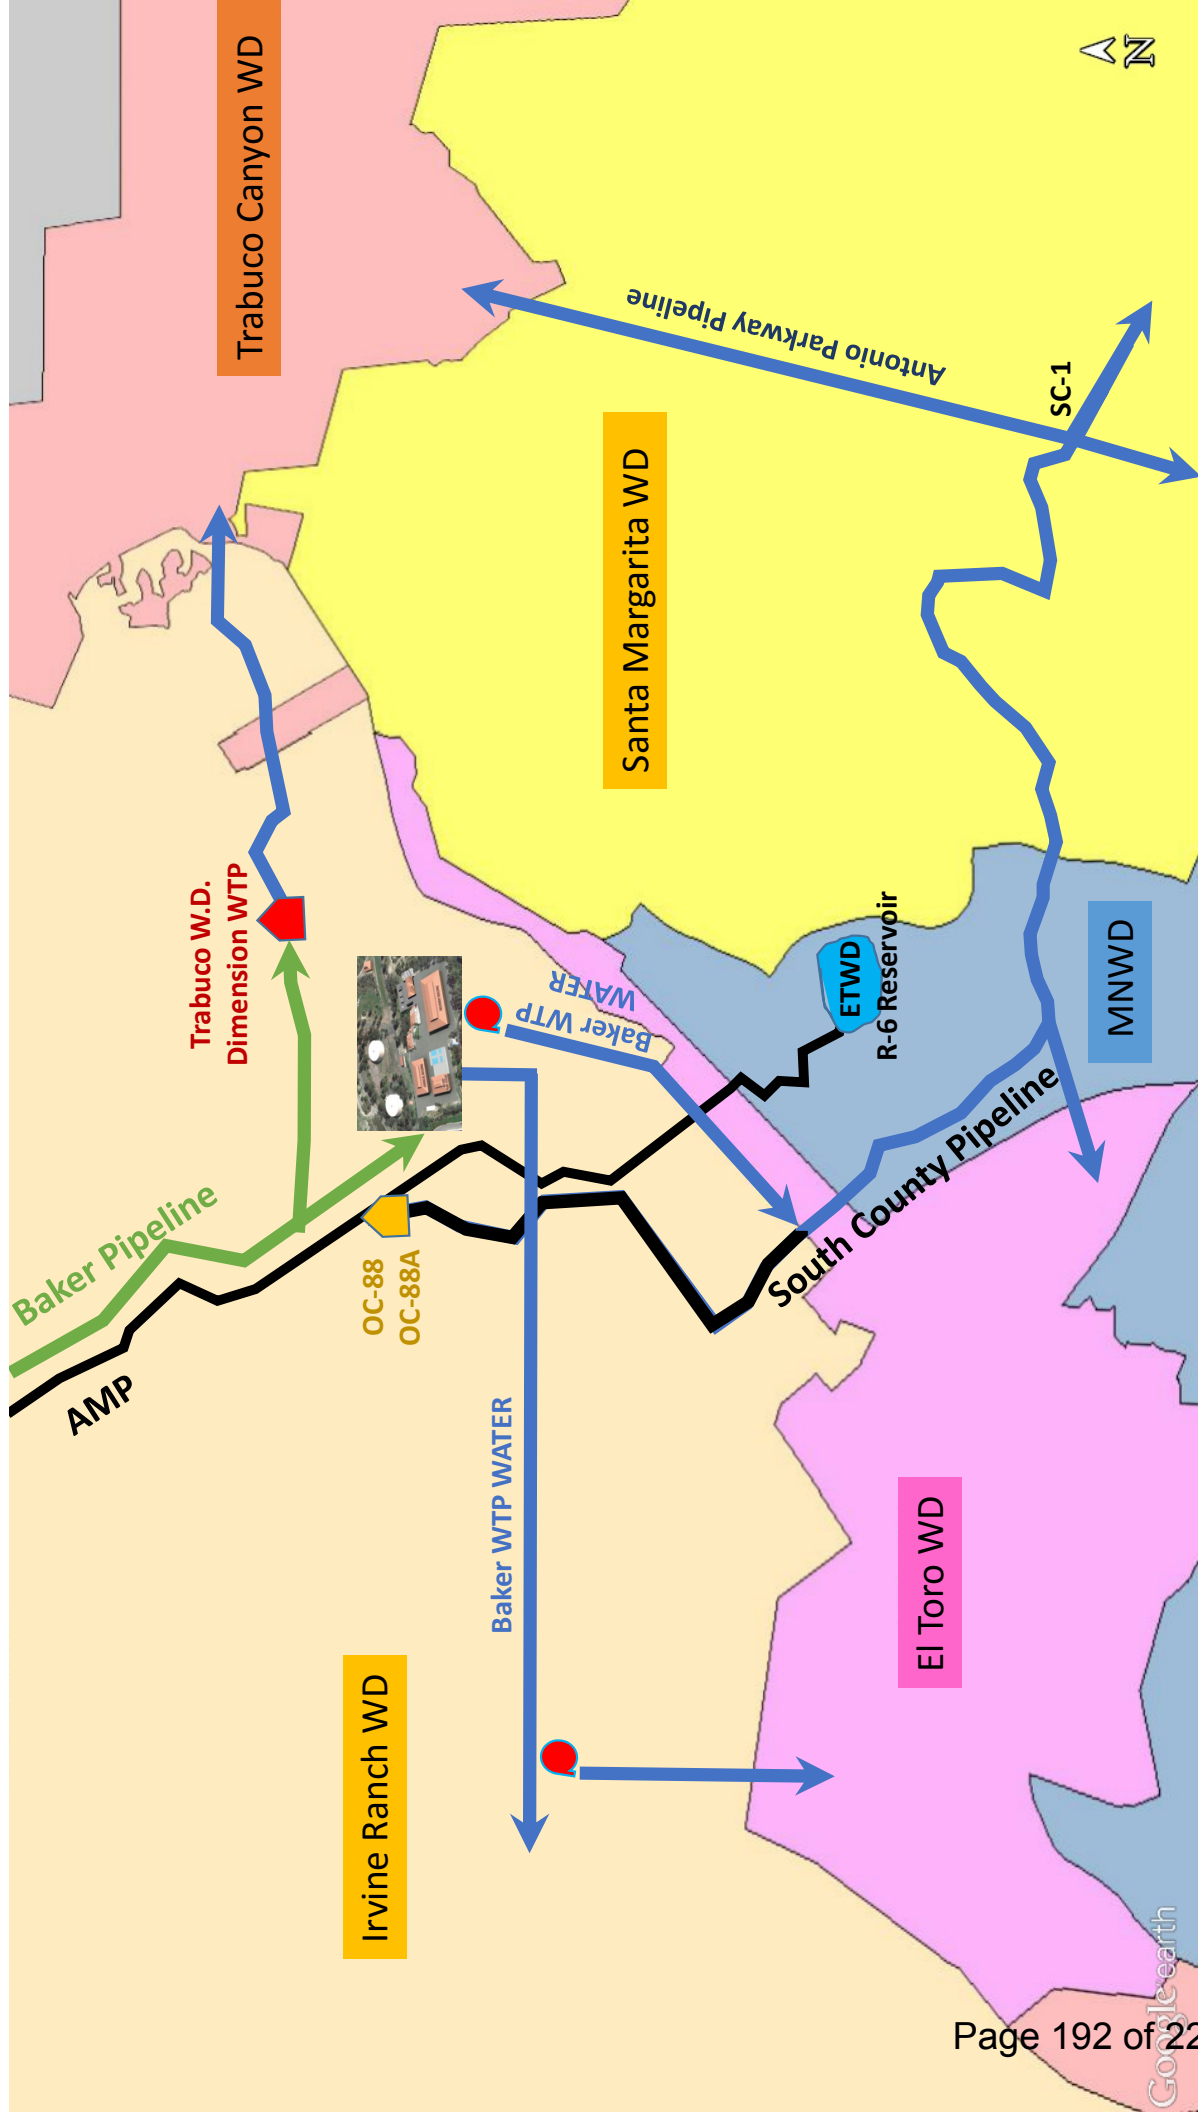 Baker Pipeline
AMP
Trabuco W.D.
Dimension WTP
Trabuco Canyon WD
OC-88
OC-88A
Irvine Ranch WD
Baker WTP WATER
Baker WTP
WATER
Santa Margarita WD
Antonio Parkway Pipeline
ETWD
R-6 Reservoir
South County Pipeline
El Toro WD
MNWD
SC-1
N
Google earth
Page 192 of 22